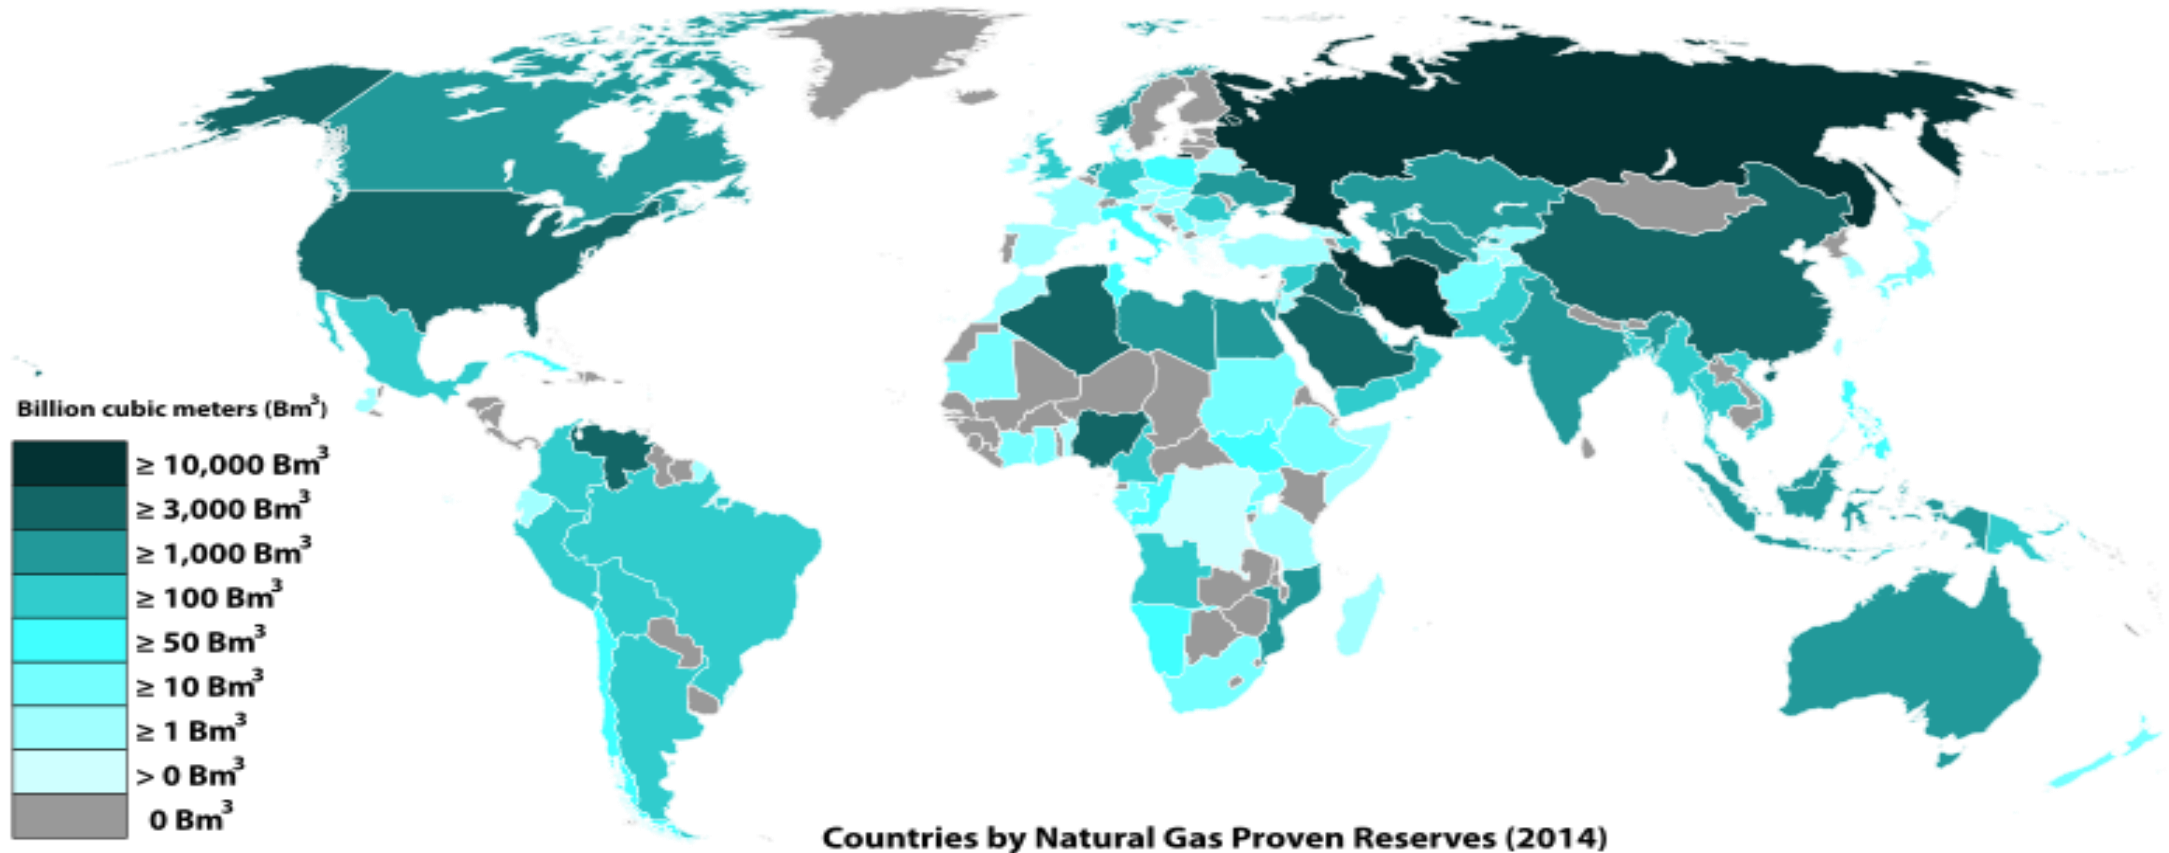 Billion cubic meters (Bm³)
≥ 10,000 Bm³
≥ 3,000 Bm³
≥ 1,000 Bm³
≥ 100 Bm³
≥ 50 Bm³
≥ 10 Bm³
≥ 1 Bm³
> 0 Bm³
0 Bm³
Countries by Natural Gas Proven Reserves (2014)